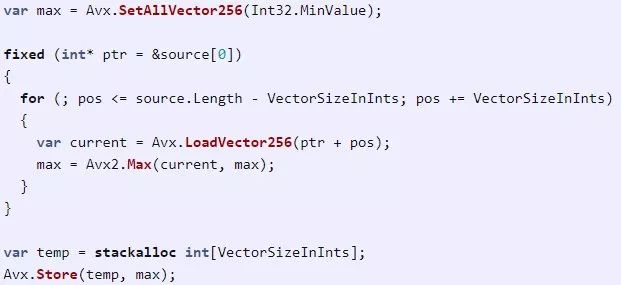 var max = Avx.SetAllVector256(Int32.MinValue);
fixed (int* ptr = &source[0])
{
for (; pos <= source.Length - VectorSizeInInts; pos += VectorSizeInInts)
{
var current = Avx.LoadVector256(ptr + pos);
max = Avx2.Max(current, max);
}
}
var temp = stackalloc int[VectorSizeInInts];
Avx.Store(temp, max);